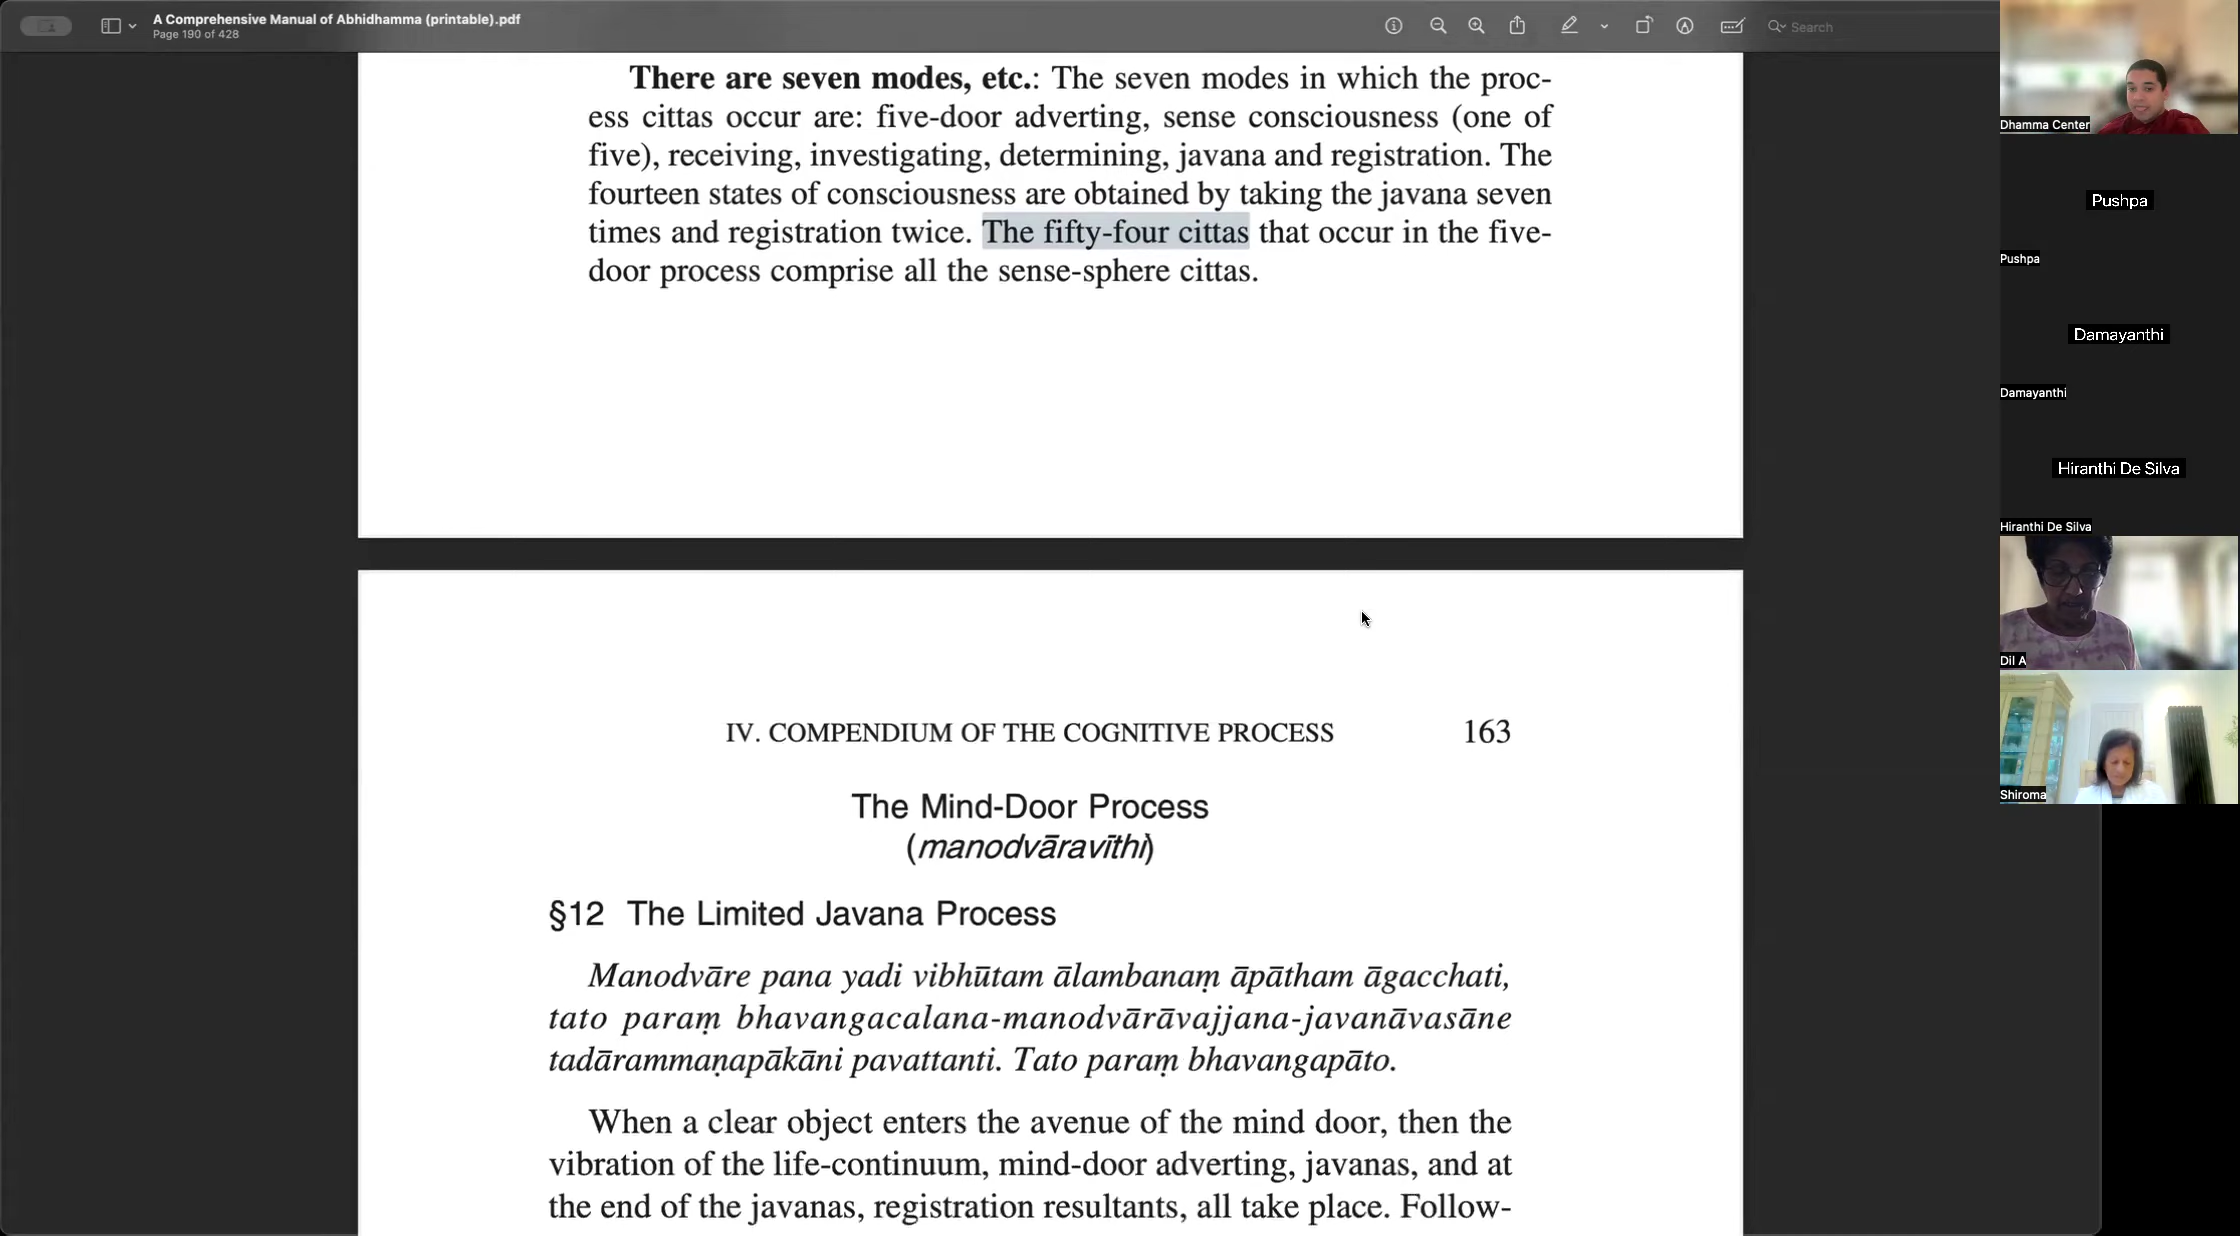 A Comprehensive Manual of Abhidhamma (printable).pdf
Page 190 of 428
Search
There are seven modes, etc.: The seven modes in which the proc-
ess cittas occur are: five-door adverting, sense consciousness (one of
five), receiving, investigating, determining, javana and registration. The
fourteen states of consciousness are obtained by taking the javana seven
times and registration twice. The fifty-four cittas that occur in the five-
door process comprise all the sense-sphere cittas.
IV. COMPENDIUM OF THE COGNITIVE PROCESS 163
The Mind-Door Process
(manodvāravīthi)
§12 The Limited Javana Process
Manodvāre pana yadi vibhūtam ālambanaṃ āpātham āgacchati,
tato paraṃ bhavangacalana-manodvārāvajjana-javanāvasāne
tadārammaṇapākāni pavattanti. Tato paraṃ bhavangapāto.
When a clear object enters the avenue of the mind door, then the
vibration of the life-continuum, mind-door adverting, javanas, and at
the end of the javanas, registration resultants, all take place. Follow-
Dhamma Center
Pushpa
Pushpa
Damayanthi
Damayanthi
Hiranthi De Silva
Hiranthi De Silva
Dil A
Shiroma